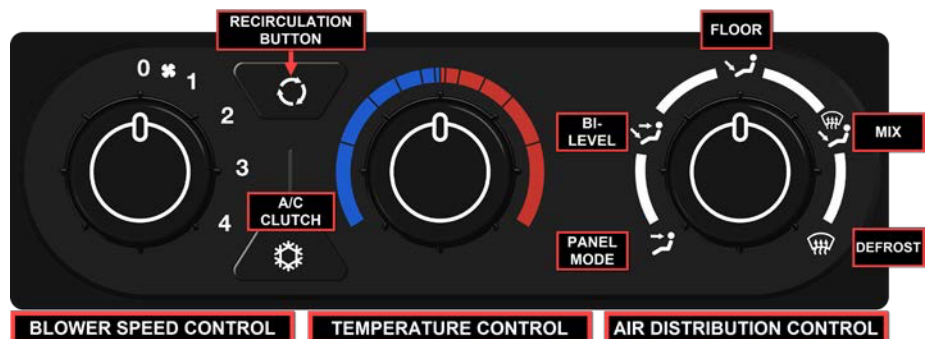 RECIRCULATION
BUTTON
FLOOR
0
1
2
3
4
BI-
LEVEL
MIX
A/C
CLUTCH
PANEL
MODE
DEFROST
BLOWER SPEED CONTROL
TEMPERATURE CONTROL
AIR DISTRIBUTION CONTROL